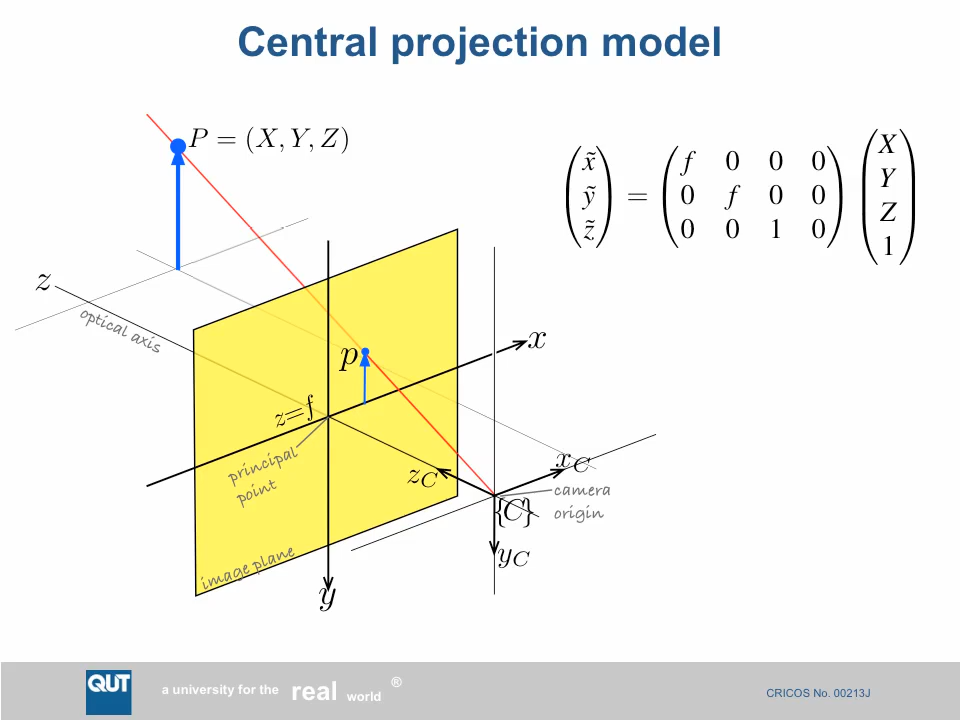 Central projection model
P = (X, Y, Z)
(x̃ ỹ z̃) = (f 0 0 0; 0 f 0 0; 0 0 1 0) (X Y Z 1)
z
optical axis
x
p
z=f
principal
point
z_C
x_C
camera
origin
{C}
y_C
image plane
y
QUT
a university for the real world ®
CRICOS No. 00213J